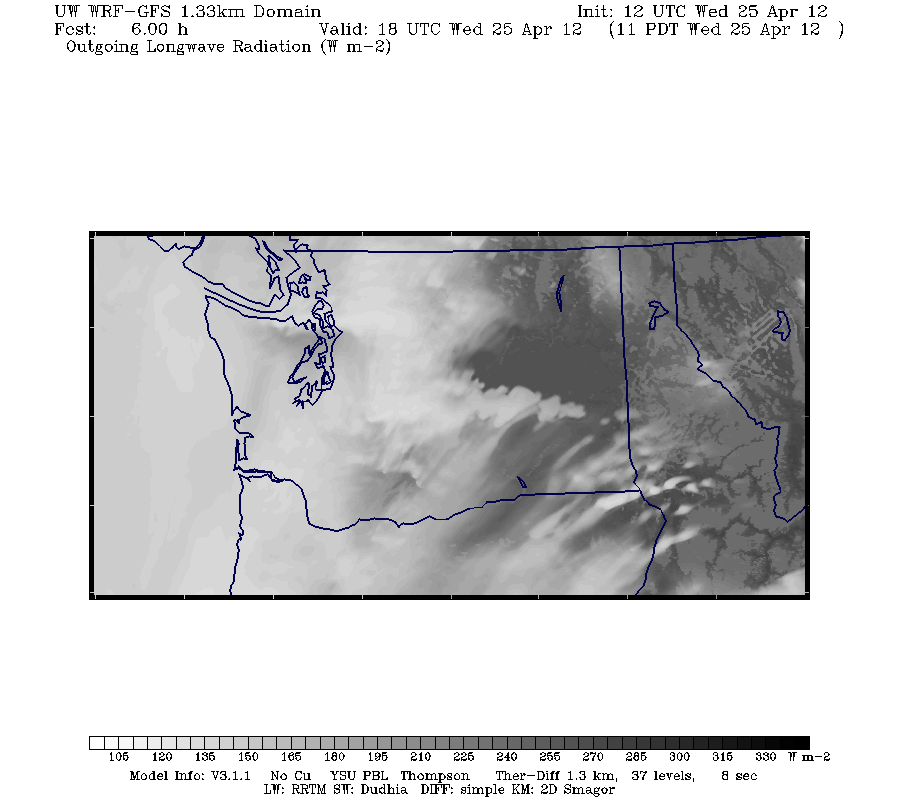 UW WRF-GFS 1.33km Domain Init: 12 UTC Wed 25 Apr 12
Fcst: 6.00 h Valid: 18 UTC Wed 25 Apr 12 (11 PDT Wed 25 Apr 12 )
Outgoing Longwave Radiation (W m-2)
105 120 135 150 165 180 195 210 225 240 255 270 285 300 315 330 W m-2
Model Info: V3.1.1 No Cu YSU PBL Thompson Ther-Diff 1.3 km, 37 levels, 8 sec
LW: RRTM SW: Dudhia DIFF: simple KM: 2D Smagor